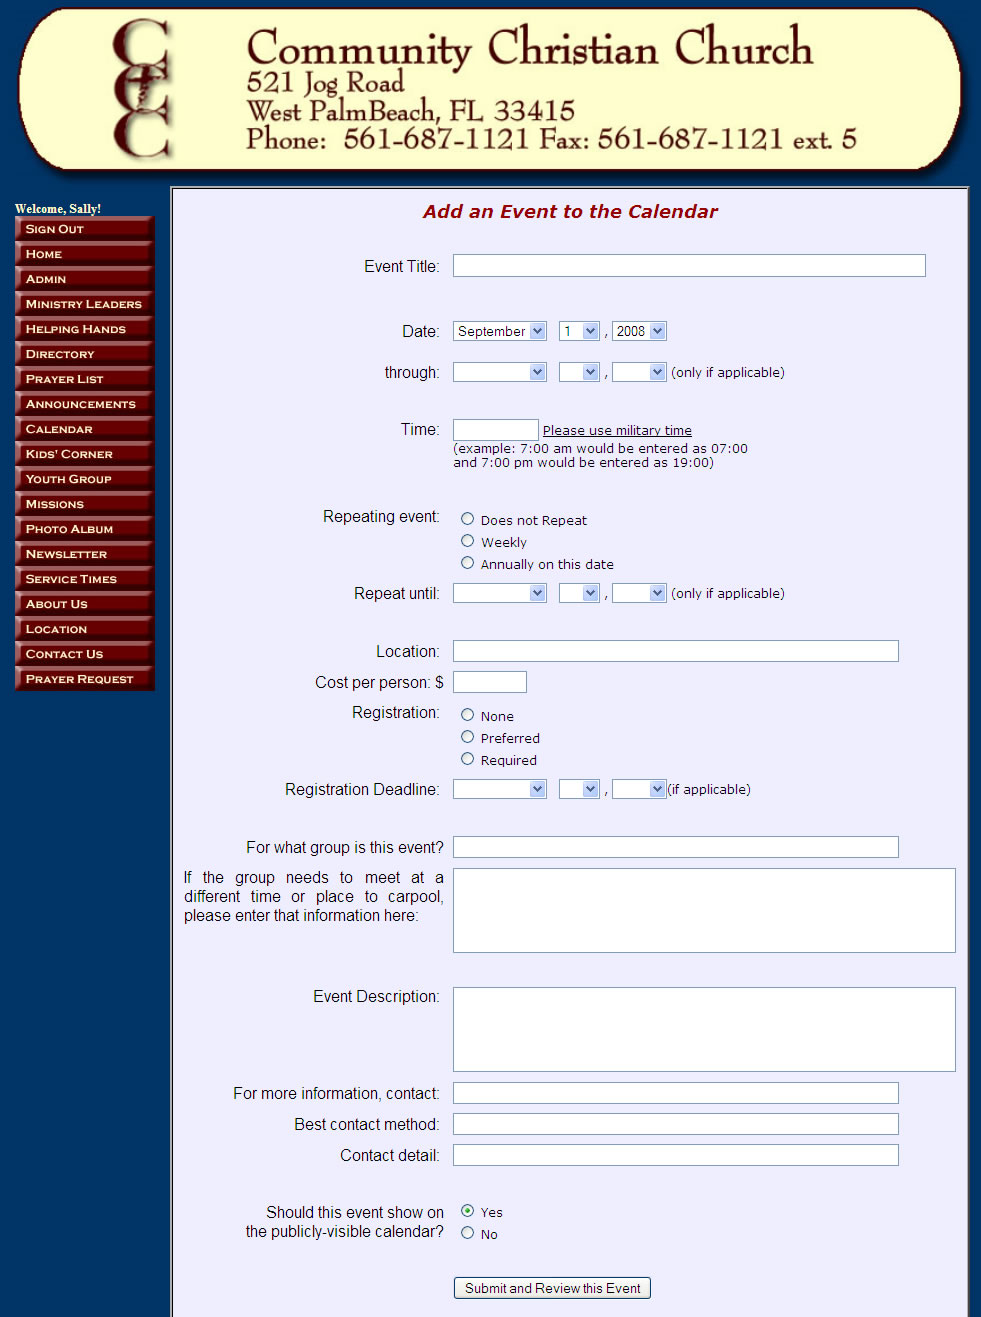 CCC
Community Christian Church
521 Jog Road
West PalmBeach, FL 33415
Phone: 561-687-1121 Fax: 561-687-1121 ext. 5
Welcome, Sally!
Sign Out
Home
Admin
Ministry Leaders
Helping Hands
Directory
Prayer List
Announcements
Calendar
Kids' Corner
Youth Group
Missions
Photo Album
Newsletter
Service Times
About Us
Location
Contact Us
Prayer Request
Add an Event to the Calendar
Event Title:
Date: September 1 , 2008
through: , (only if applicable)
Time: Please use military time
(example: 7:00 am would be entered as 07:00
and 7:00 pm would be entered as 19:00)
Repeating event: Does not Repeat
Weekly
Annually on this date
Repeat until: , (only if applicable)
Location:
Cost per person: $
Registration: None
Preferred
Required
Registration Deadline: , (if applicable)
For what group is this event?
If the group needs to meet at a
different time or place to carpool,
please enter that information here:
Event Description:
For more information, contact:
Best contact method:
Contact detail:
Should this event show on Yes
the publicly-visible calendar? No
Submit and Review this Event